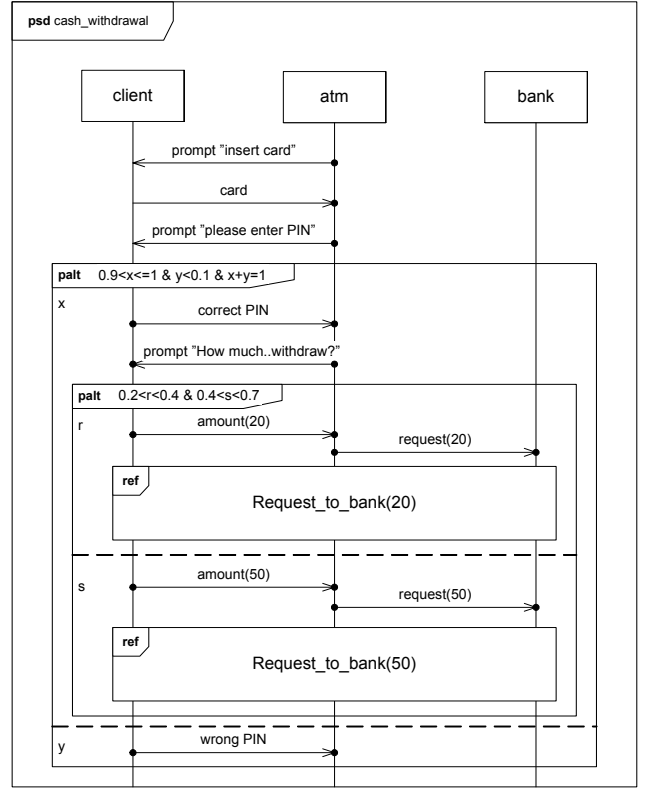 psd cash_withdrawal
client atm bank
prompt ”insert card”
card
prompt ”please enter PIN”
palt 0.9<x<=1 & y<0.1 & x+y=1
x
correct PIN
prompt ”How much..withdraw?”
palt 0.2<r<0.4 & 0.4<s<0.7
r
amount(20)
request(20)
ref
Request_to_bank(20)
s
amount(50)
request(50)
ref
Request_to_bank(50)
y
wrong PIN